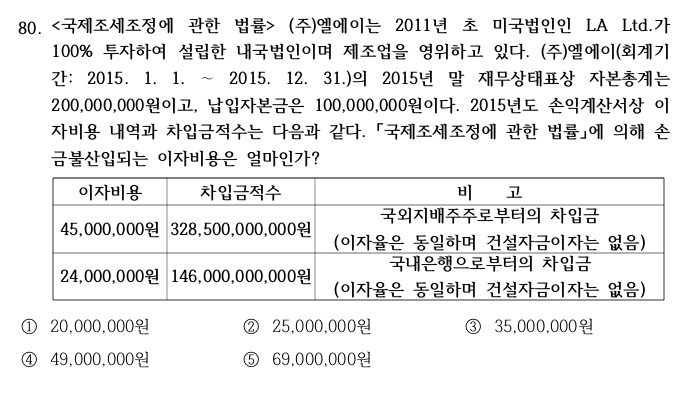 80. <국제조세조정에 관한 법률> (주)엘에이는 2011년 초 미국법인인 LA Ltd.가
100% 투자하여 설립한 내국법인이며 제조업을 영위하고 있다. (주)엘에이(회계기
간: 2015. 1. 1. ~ 2015. 12. 31.)의 2015년 말 재무상태표상 자본총계는
200,000,000원이고, 납입자본금은 100,000,000원이다. 2015년도 손익계산서상 이
자비용 내역과 차입금적수는 다음과 같다. 「국제조세조정에 관한 법률」에 의해 손
금불산입되는 이자비용은 얼마인가?
이자비용 차입금적수 비 고
45,000,000원 328,500,000,000원 국외지배주주로부터의 차입금
(이자율은 동일하며 건설자금이자는 없음)
24,000,000원 146,000,000,000원 국내은행으로부터의 차입금
(이자율은 동일하며 건설자금이자는 없음)
① 20,000,000원 ② 25,000,000원 ③ 35,000,000원
④ 49,000,000원 ⑤ 69,000,000원